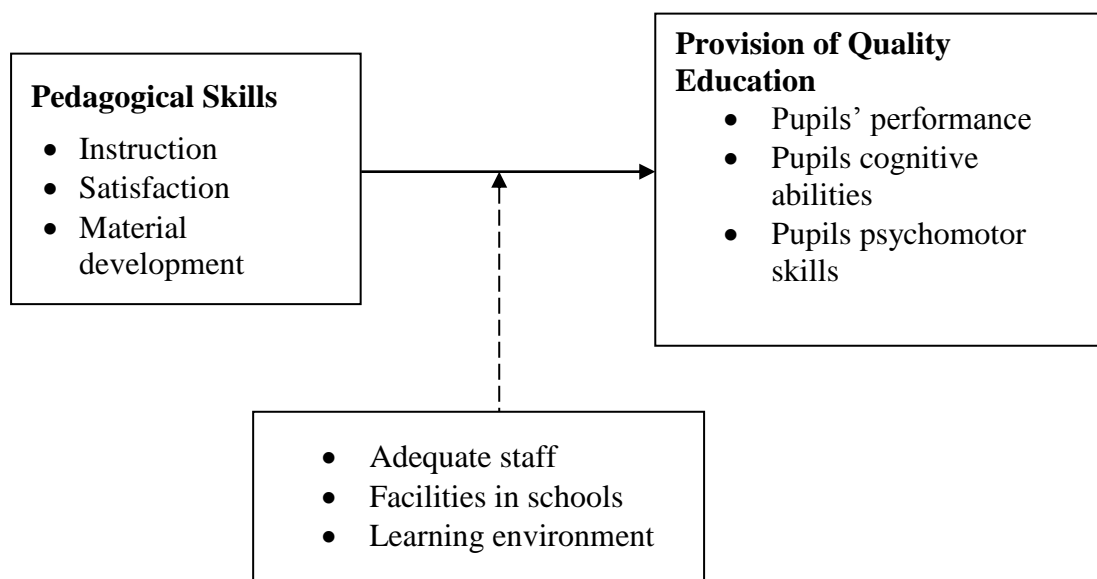 Pedagogical Skills
• Instruction
• Satisfaction
• Material
development
Provision of Quality
Education
• Pupils’ performance
• Pupils cognitive
abilities
• Pupils psychomotor
skills
• Adequate staff
• Facilities in schools
• Learning environment